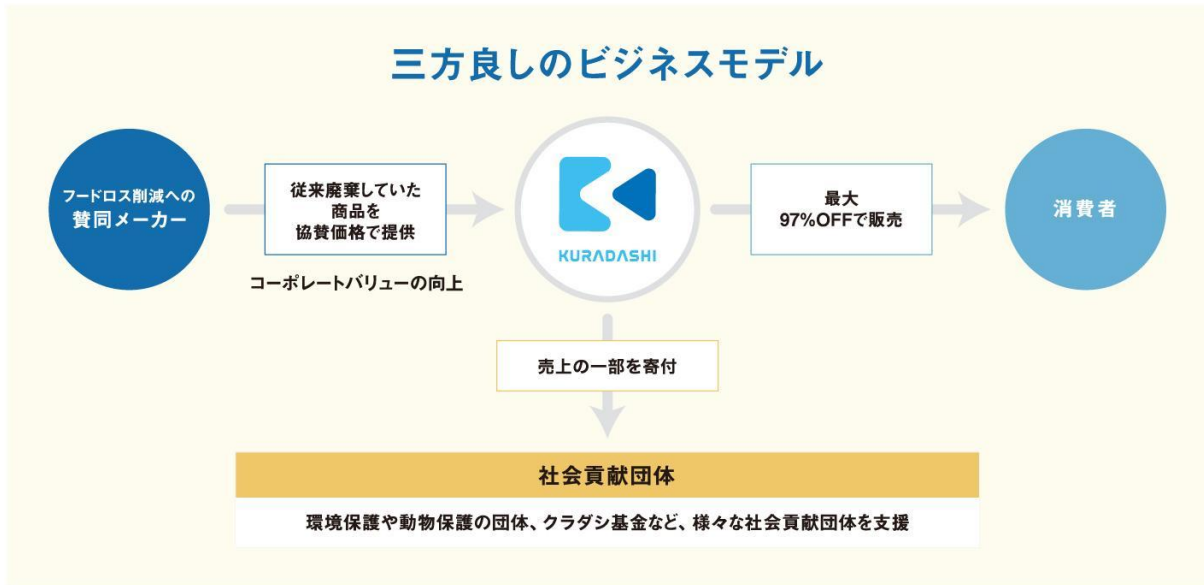 三方良しのビジネスモデル
フードロス削減への
賛同メーカー
従来廃棄していた
商品を
協賛価格で提供
コーポレートバリューの向上
KURADASHI
最大
97%OFFで販売
消費者
売上の一部を寄付
社会貢献団体
環境保護や動物保護の団体、クラダシ基金など、様々な社会貢献団体を支援